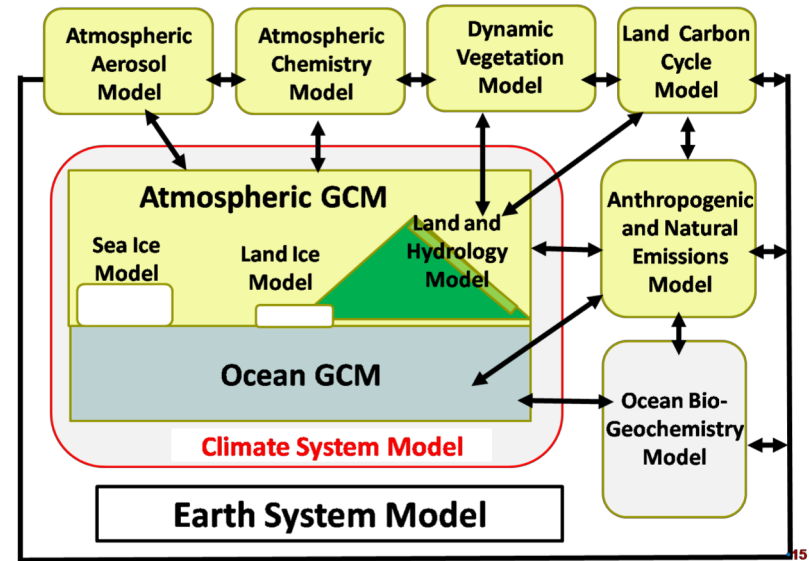 Atmospheric
Aerosol
Model
Atmospheric
Chemistry
Model
Dynamic
Vegetation
Model
Land Carbon
Cycle
Model
Atmospheric GCM
Sea Ice
Model
Land Ice
Model
Land and
Hydrology
Model
Anthropogenic
and Natural
Emissions
Model
Ocean GCM
Ocean Bio-
Geochemistry
Model
Climate System Model
Earth System Model
15